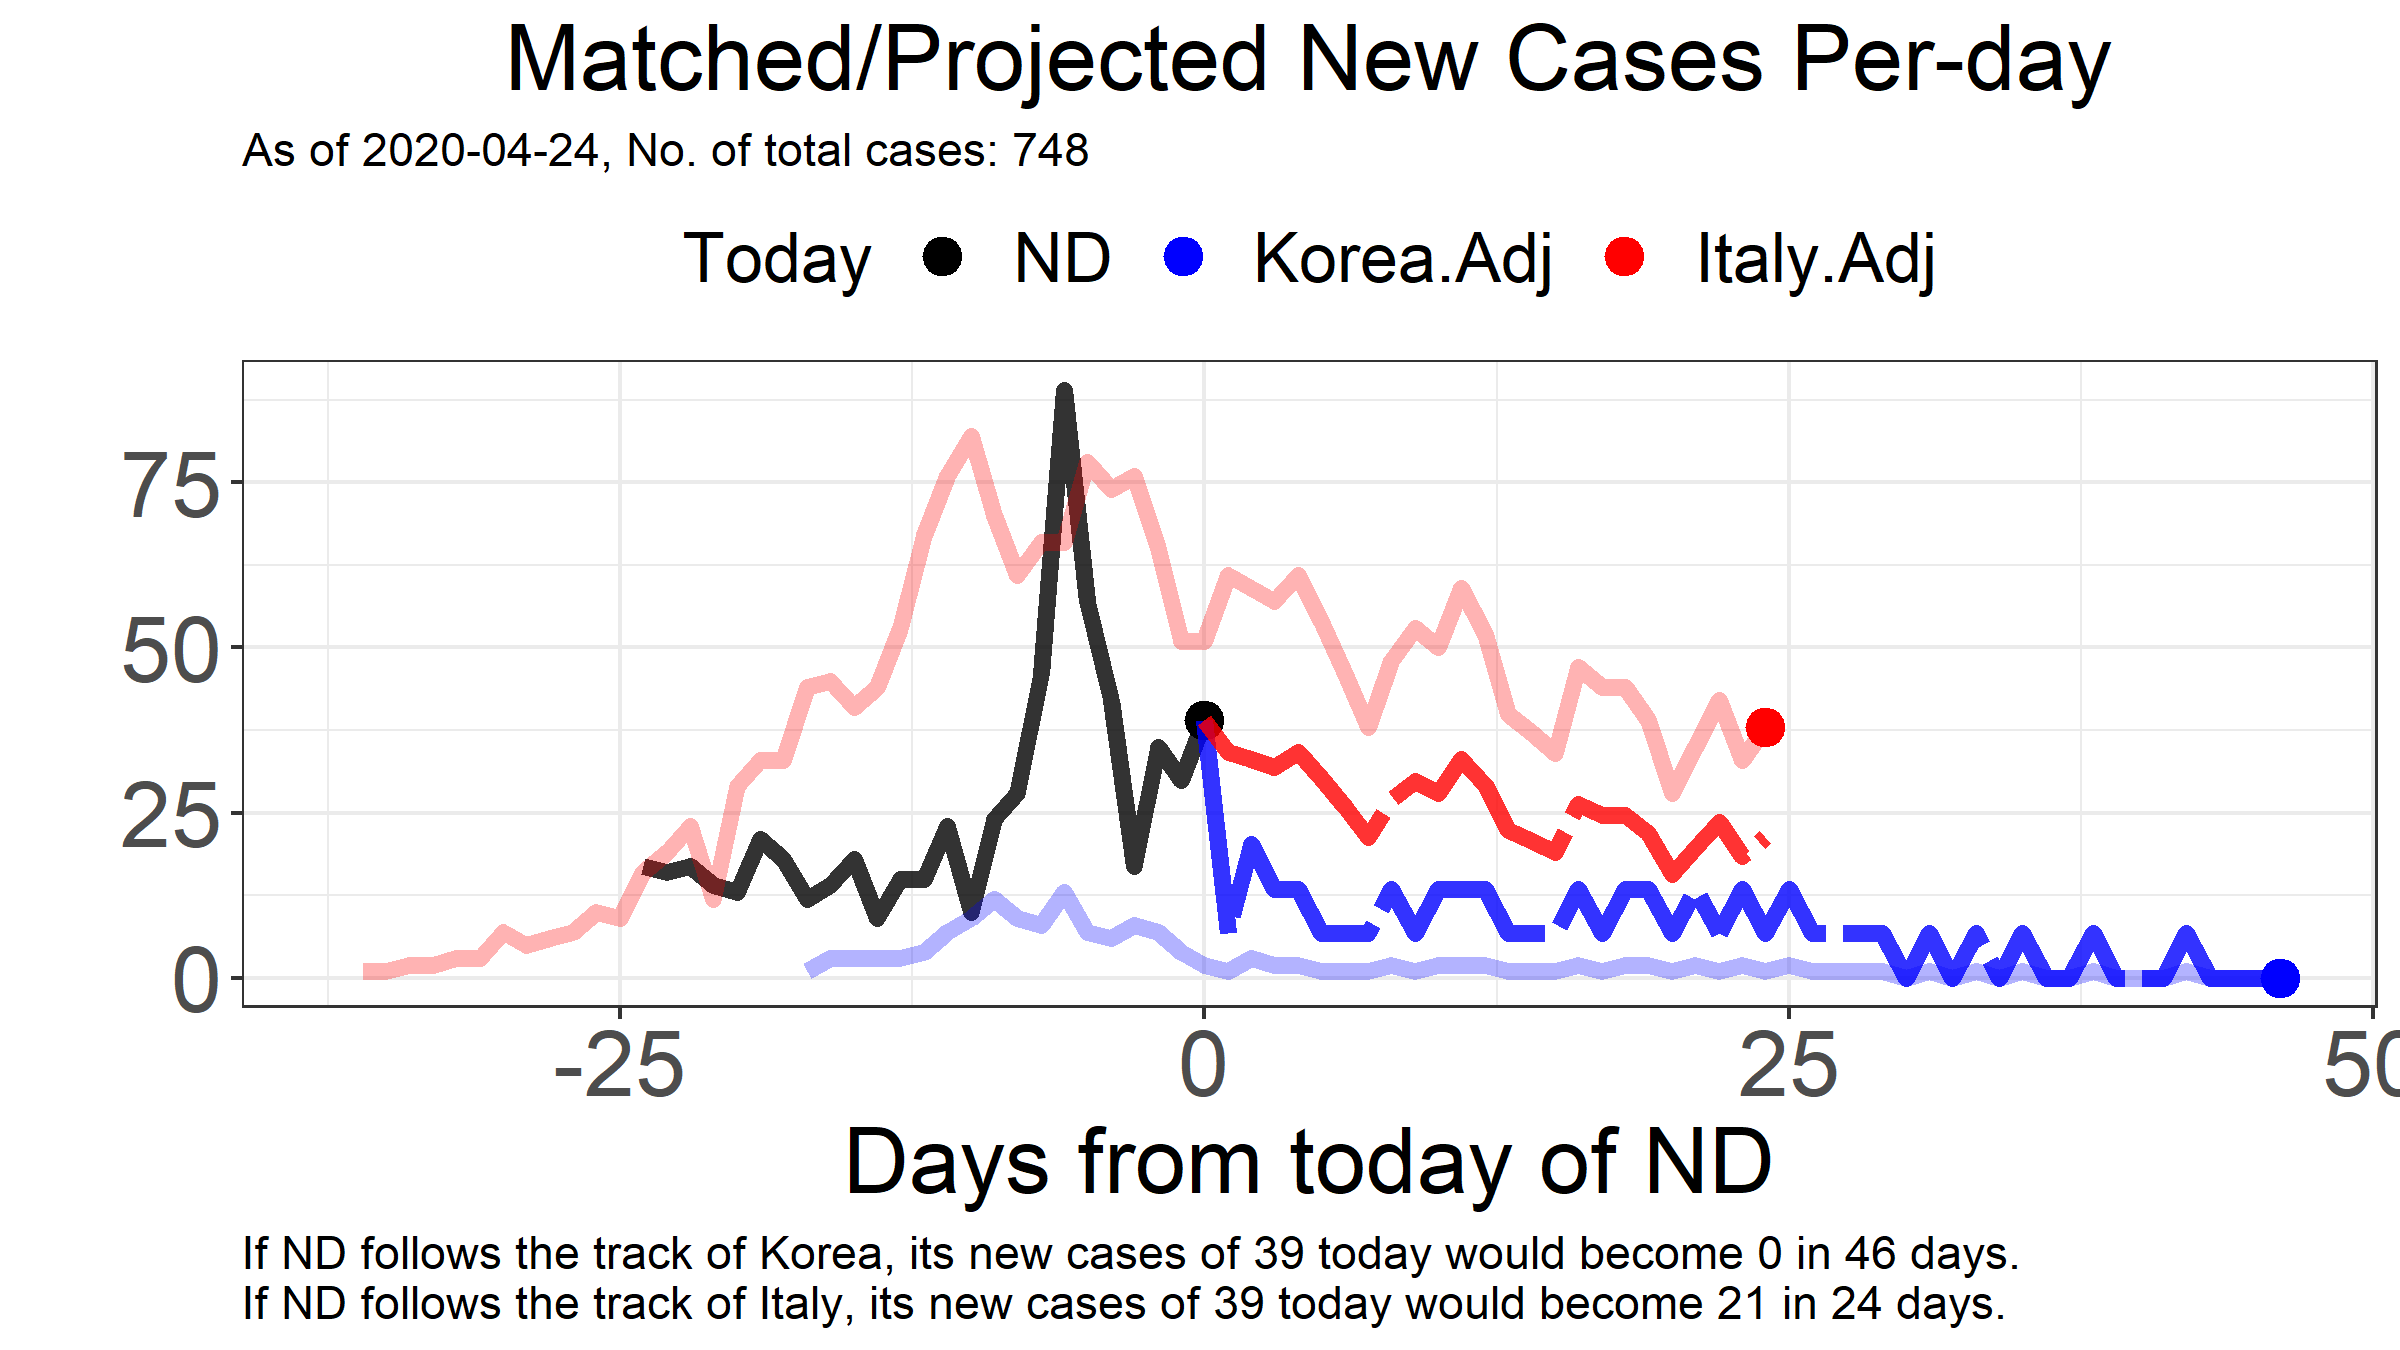 Matched/Projected New Cases Per-day
As of 2020-04-24, No. of total cases: 748
Today ND Korea.Adj Italy.Adj
75
50
25
0
-25 0 25 50
Days from today of ND
If ND follows the track of Korea, its new cases of 39 today would become 0 in 46 days.
If ND follows the track of Italy, its new cases of 39 today would become 21 in 24 days.